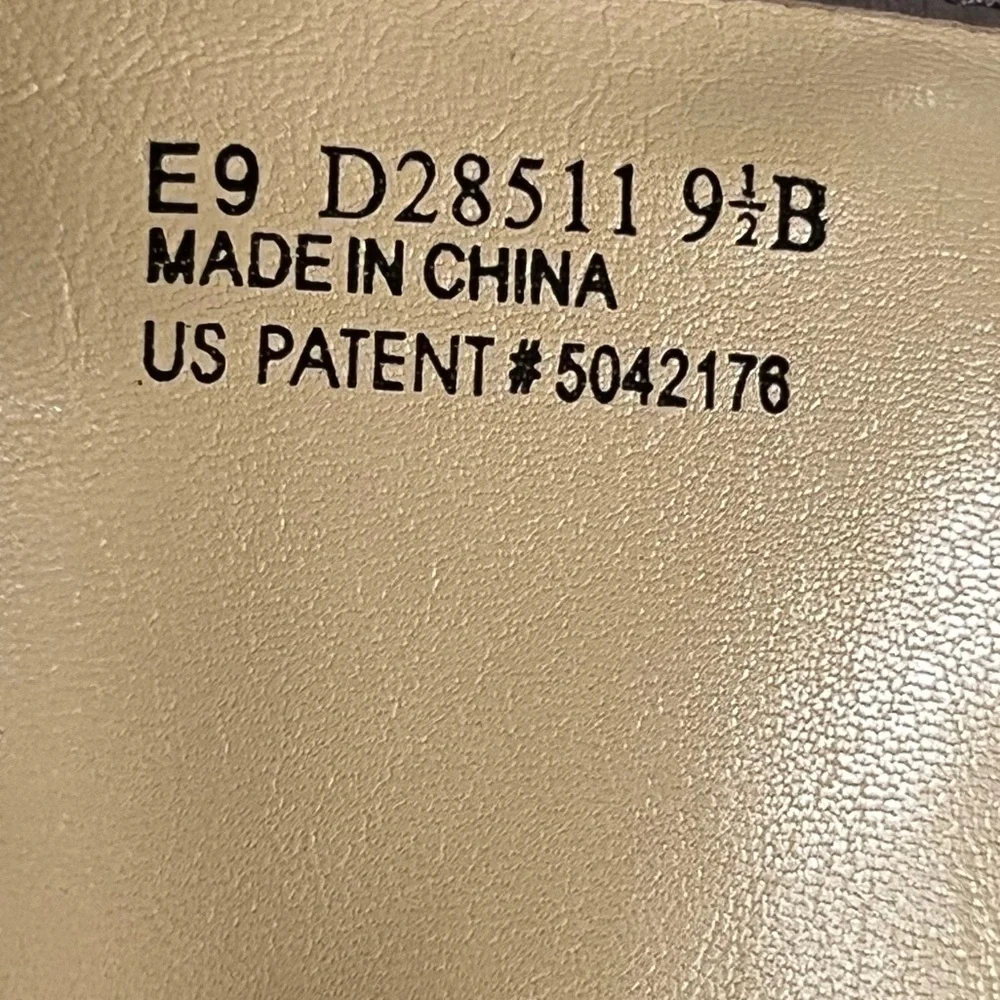 E9 D28511 9½B
MADE IN CHINA
US PATENT #5042176